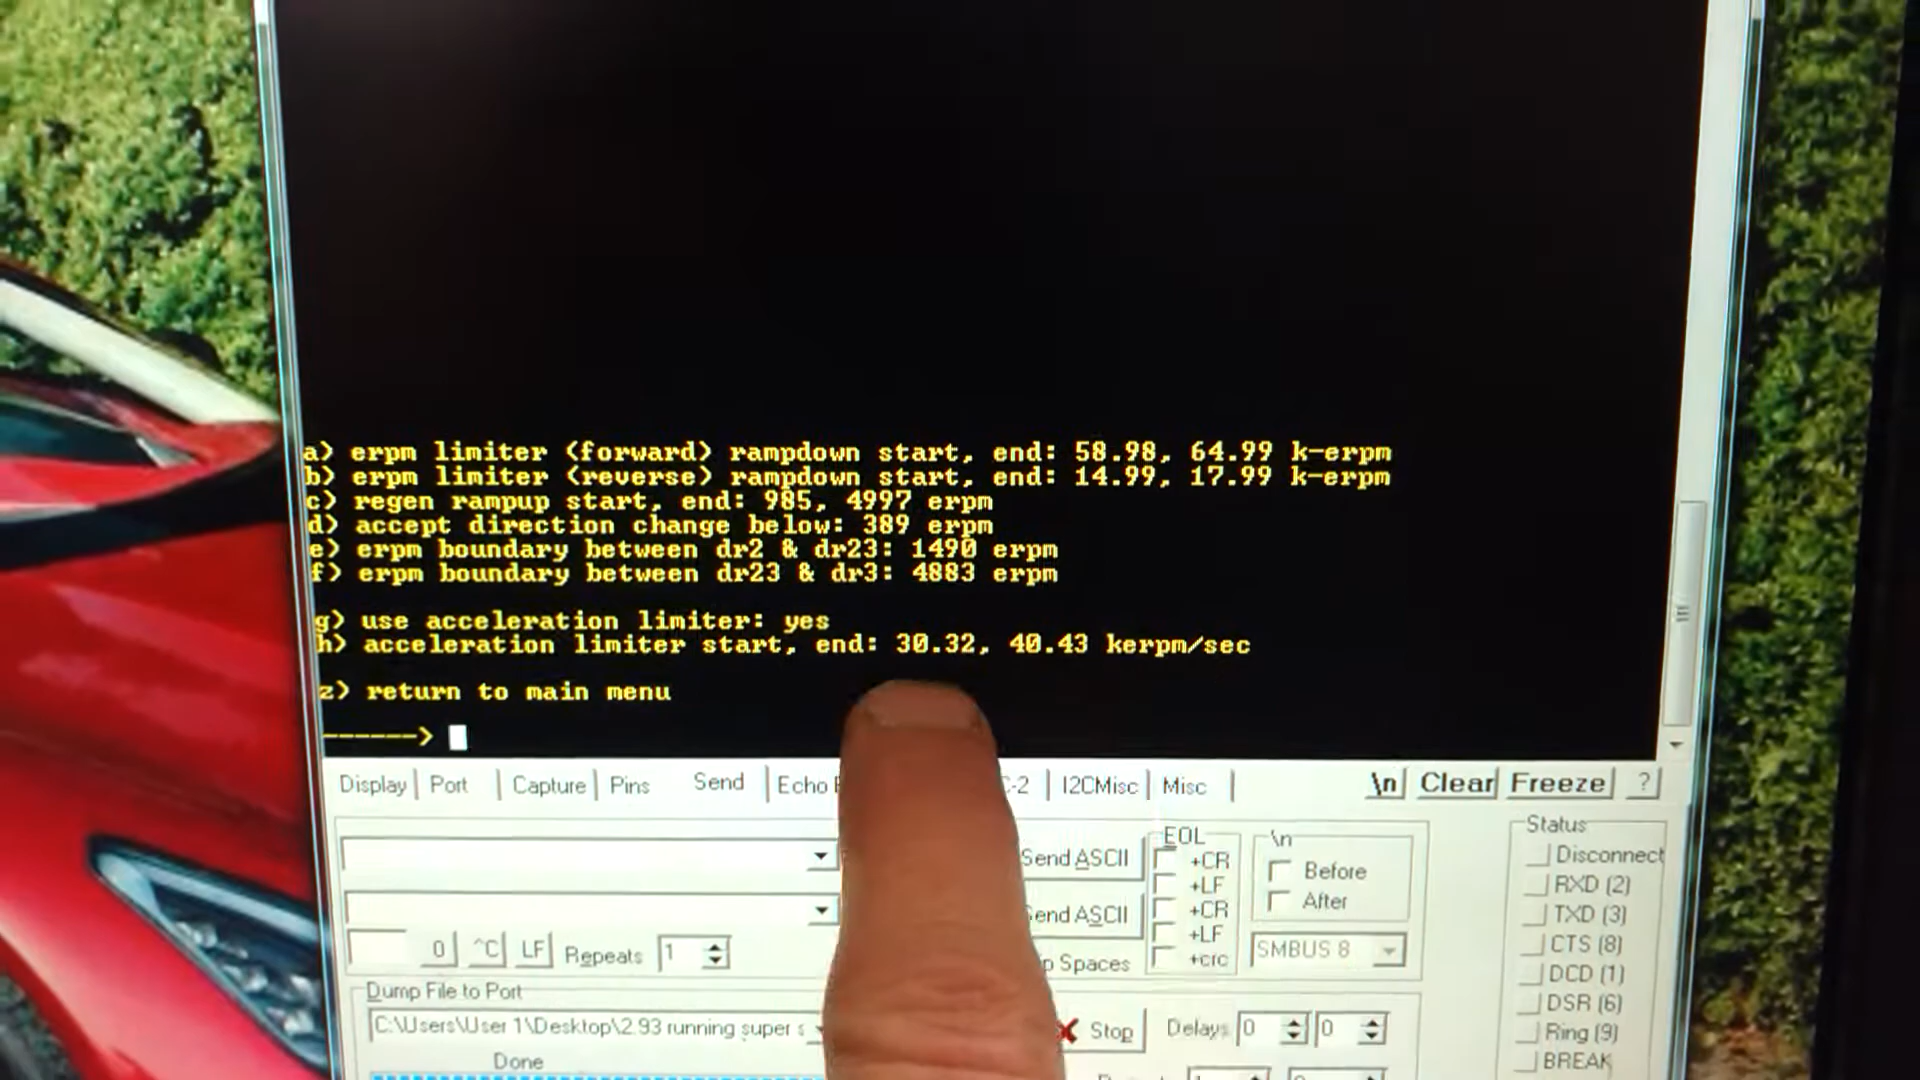 a) erpm limiter (forward) rampdown start, end: 58.98, 64.99 k-erpm
b) erpm limiter (reverse) rampdown start, end: 14.99, 17.99 k-erpm
c) regen rampup start, end: 985, 4997 erpm
d) accept direction change below: 389 erpm
e) erpm boundary between dr2 & dr23: 1490 erpm
f) erpm boundary between dr23 & dr3: 4883 erpm
g) use acceleration limiter: yes
h) acceleration limiter start, end: 30.32, 40.43 kerpm/sec
z) return to main menu
------>
Display Port Capture Pins Send Echo I2CMisc Misc \n Clear Freeze ?
EOL \n Status
Send ASCII +CR Before Disconnect
+LF RXD (2)
Send ASCII +CR After TXD (3)
+LF CTS (8)
0 ^C LF Repeats 1 Spaces +crc SMBUS 8 DCD (1)
Dump File to Port DSR (6)
C:\Users\User 1\Desktop\2.93 running super s Stop Delays 0 0 Ring (9)
Done BREAK